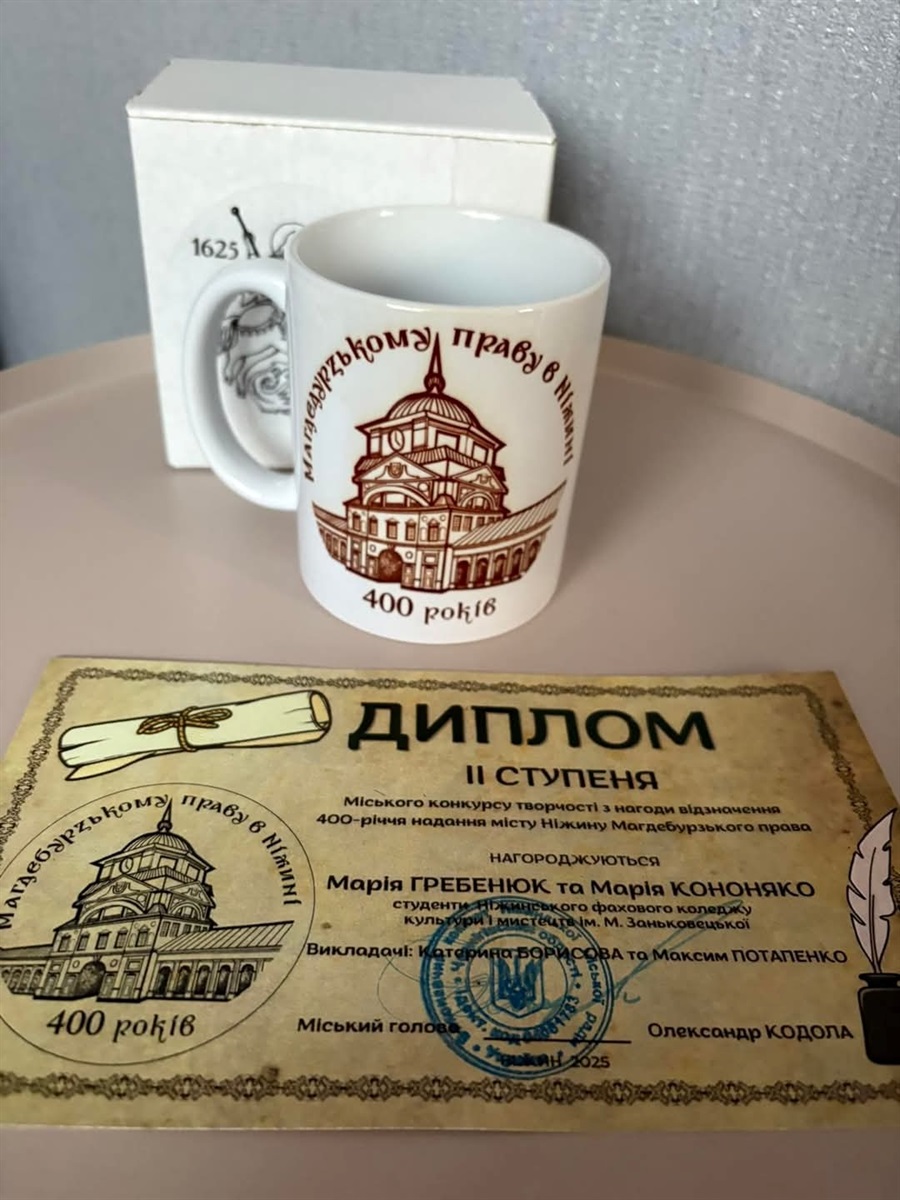 1625
Магдебурзькому праву в Ніжині
400 років
ДИПЛОМ
ІІ СТУПЕНЯ
Міського конкурсу творчості з нагоди відзначення
400-річчя надання місту Ніжину Магдебурзького права
НАГОРОДЖУЮТЬСЯ
Марія ГРЕБЕНЮК та Марія КОНОНЯКО
студенти Ніжинського фахового коледжу
культури і мистецтв ім. М. Заньковецької
Викладачі: Катерина БОРИСОВА та Максим ПОТАПЕНКО
Міський голова
Олександр КОДОЛА
Ніжин 2025
Магдебурзькому праву в Ніжині
400 років